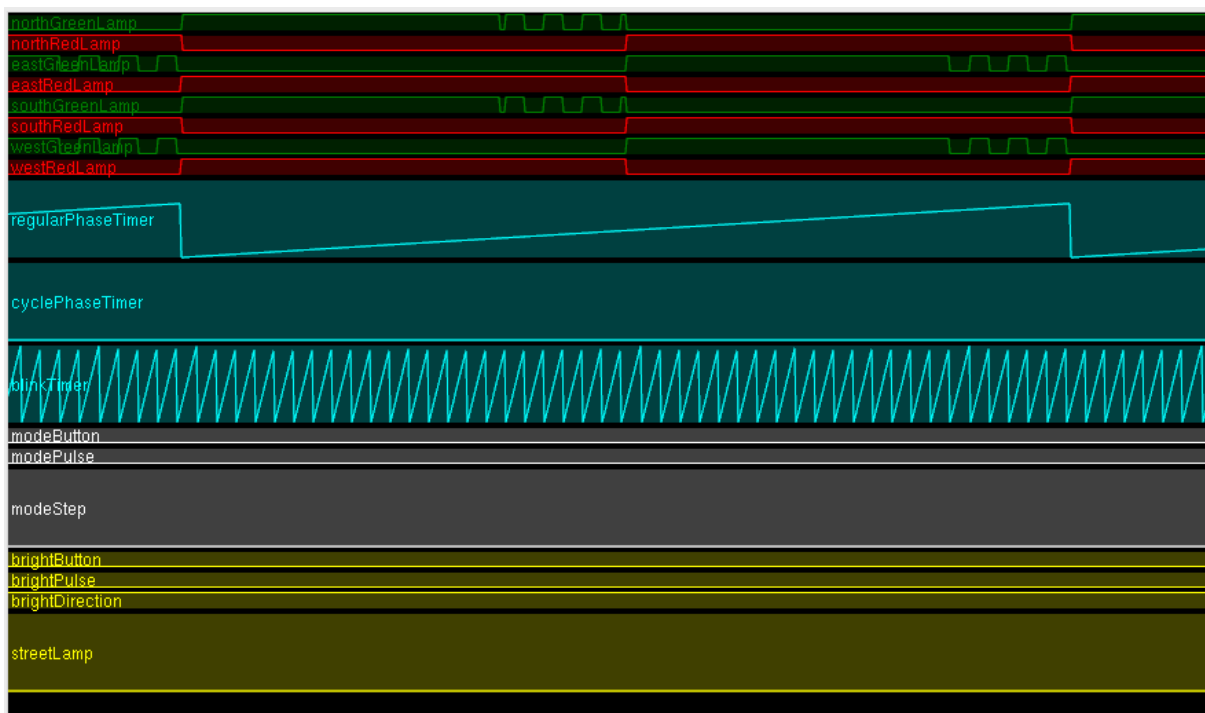 northGreenLamp
northRedLamp
eastGreenLamp
eastRedLamp
southGreenLamp
southRedLamp
westGreenLamp
westRedLamp
regularPhaseTimer
cyclePhaseTimer
blinkTimer
modeButton
modePulse
modeStep
brightButton
brightPulse
brightDirection
streetLamp